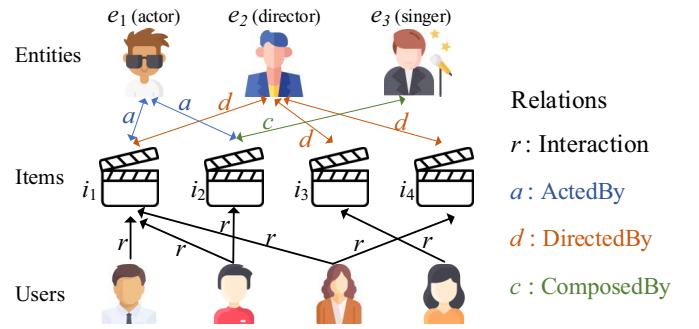 e1 (actor) e2 (director) e3 (singer)
Entities
a a d c d d
Relations
r : Interaction
Items i1 i2 i3 i4
a : ActedBy
r r r r r r
d : DirectedBy
Users
c : ComposedBy